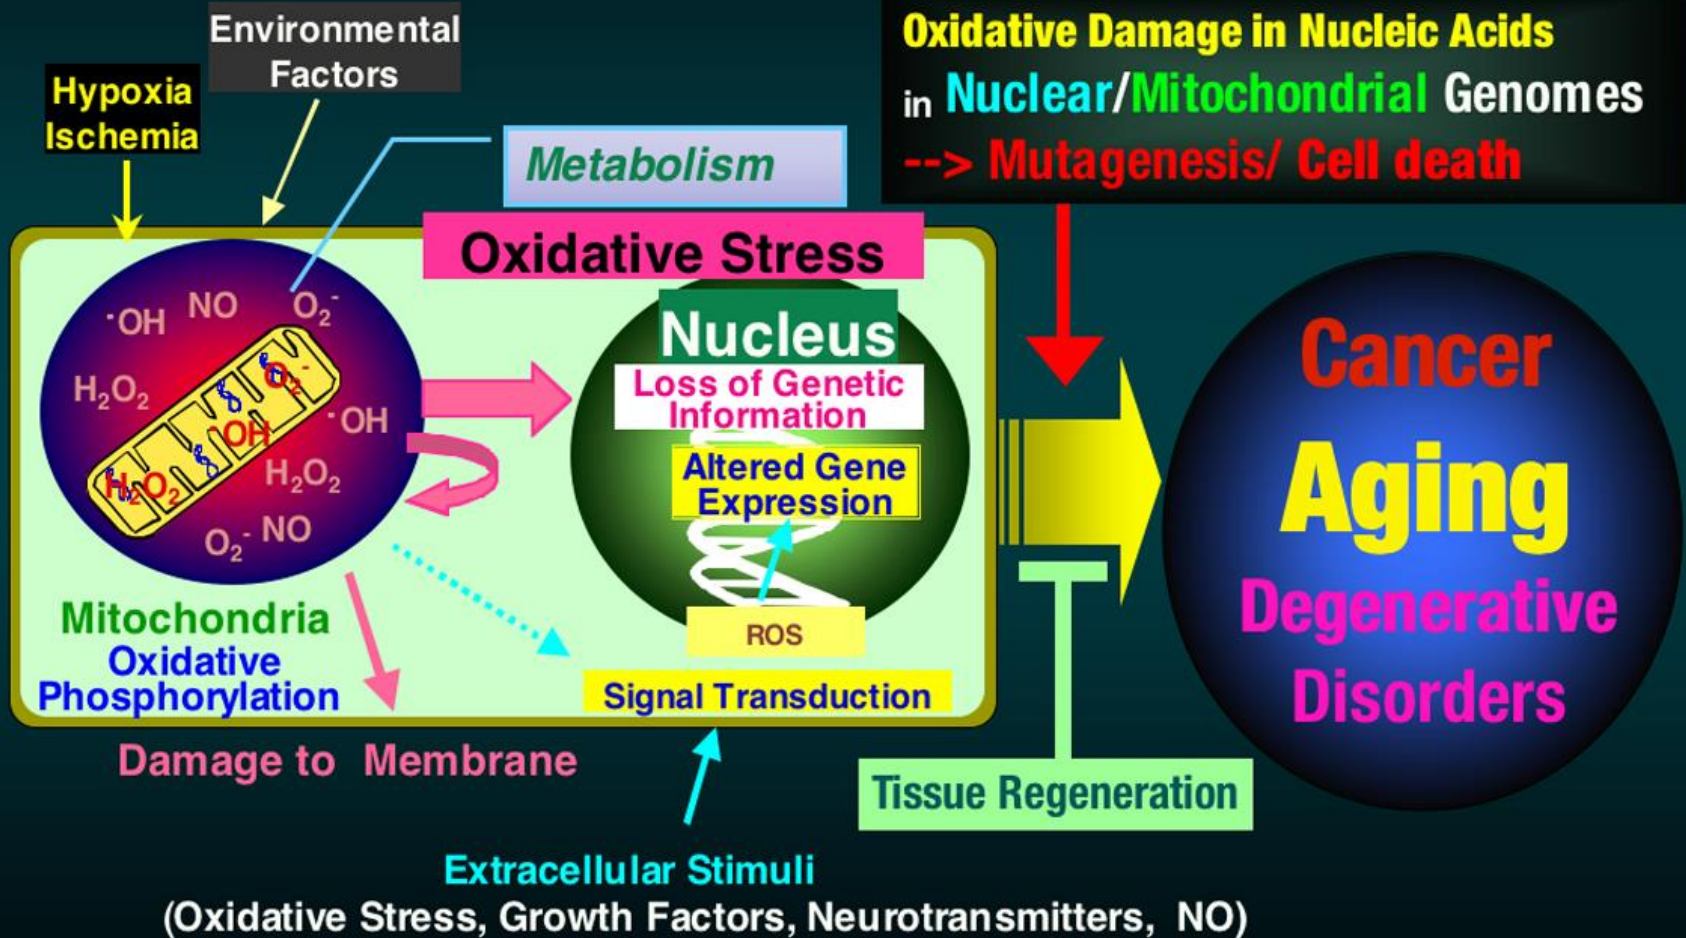 Environmental
Factors
Hypoxia
Ischemia
Metabolism
Oxidative Damage in Nucleic Acids
in Nuclear/Mitochondrial Genomes
--> Mutagenesis/ Cell death
Oxidative Stress
·OH NO O₂⁻
H₂O₂
O₂⁻
·OH
·OH
H₂O₂
H₂O₂
O₂⁻ NO
Mitochondria
Oxidative
Phosphorylation
Nucleus
Loss of Genetic
Information
Altered Gene
Expression
ROS
Signal Transduction
Damage to Membrane
Extracellular Stimuli
(Oxidative Stress, Growth Factors, Neurotransmitters, NO)
Tissue Regeneration
Cancer
Aging
Degenerative
Disorders